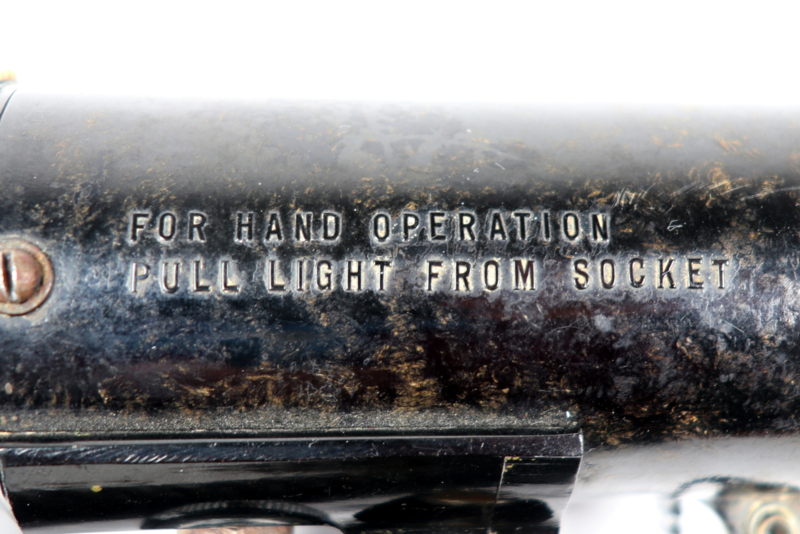 FOR HAND OPERATION
PULL LIGHT FROM SOCKET